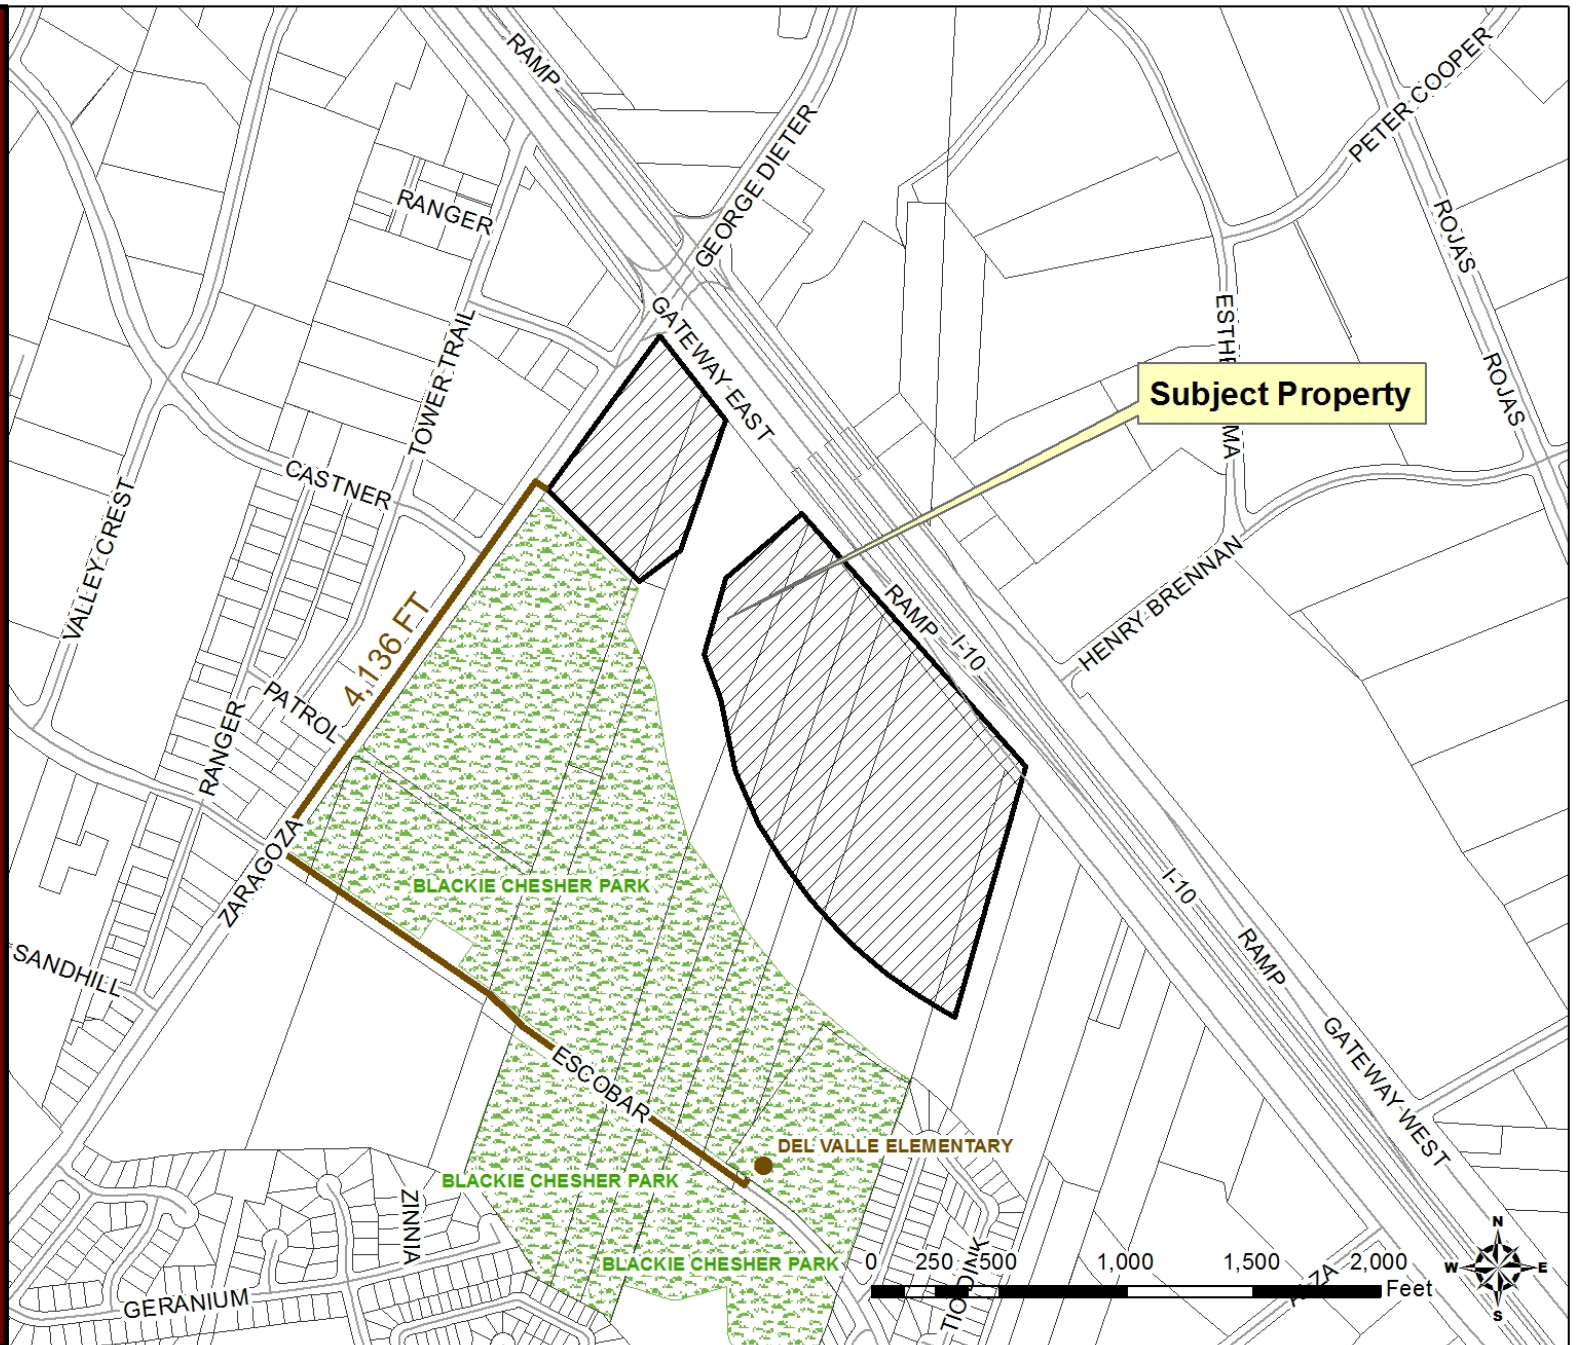 RAMP
GEORGE DIETER
PETER COOPER
RANGER
ROJAS
GATEWAY EAST
TOWER TRAIL
ROJAS
Subject Property
CASTNER
VALLEY CREST
HENRY BRENNAN
4,136 FT
RAMP
I-10
PATROL
RANGER
ZARAGOZA
BLACKIE CHESHER PARK
I-10
SANDHILL
RAMP
ESCOBAR
GATEWAY WEST
DEL VALLE ELEMENTARY
BLACKIE CHESHER PARK
ZINNIA
N
W E
S
BLACKIE CHESHER PARK
0 250 500 1,000 1,500 2,000
Feet
GERANIUM